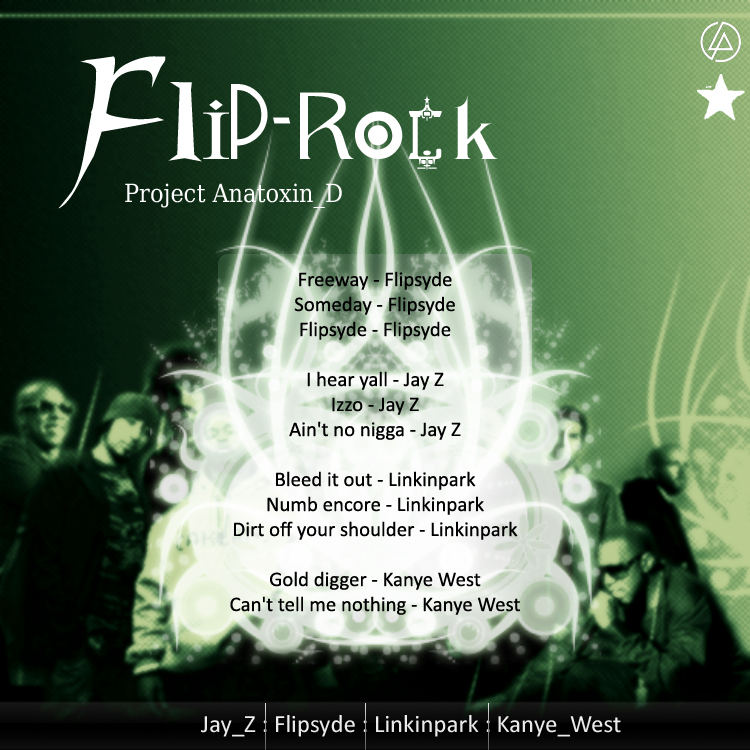 Flip-Rock
Project Anatoxin_D
Freeway - Flipsyde
Someday - Flipsyde
Flipsyde - Flipsyde
I hear yall - Jay Z
Izzo - Jay Z
Ain't no nigga - Jay Z
Bleed it out - Linkinpark
Numb encore - Linkinpark
Dirt off your shoulder - Linkinpark
Gold digger - Kanye West
Can't tell me nothing - Kanye West
Jay_Z : Flipsyde : Linkinpark : Kanye_West